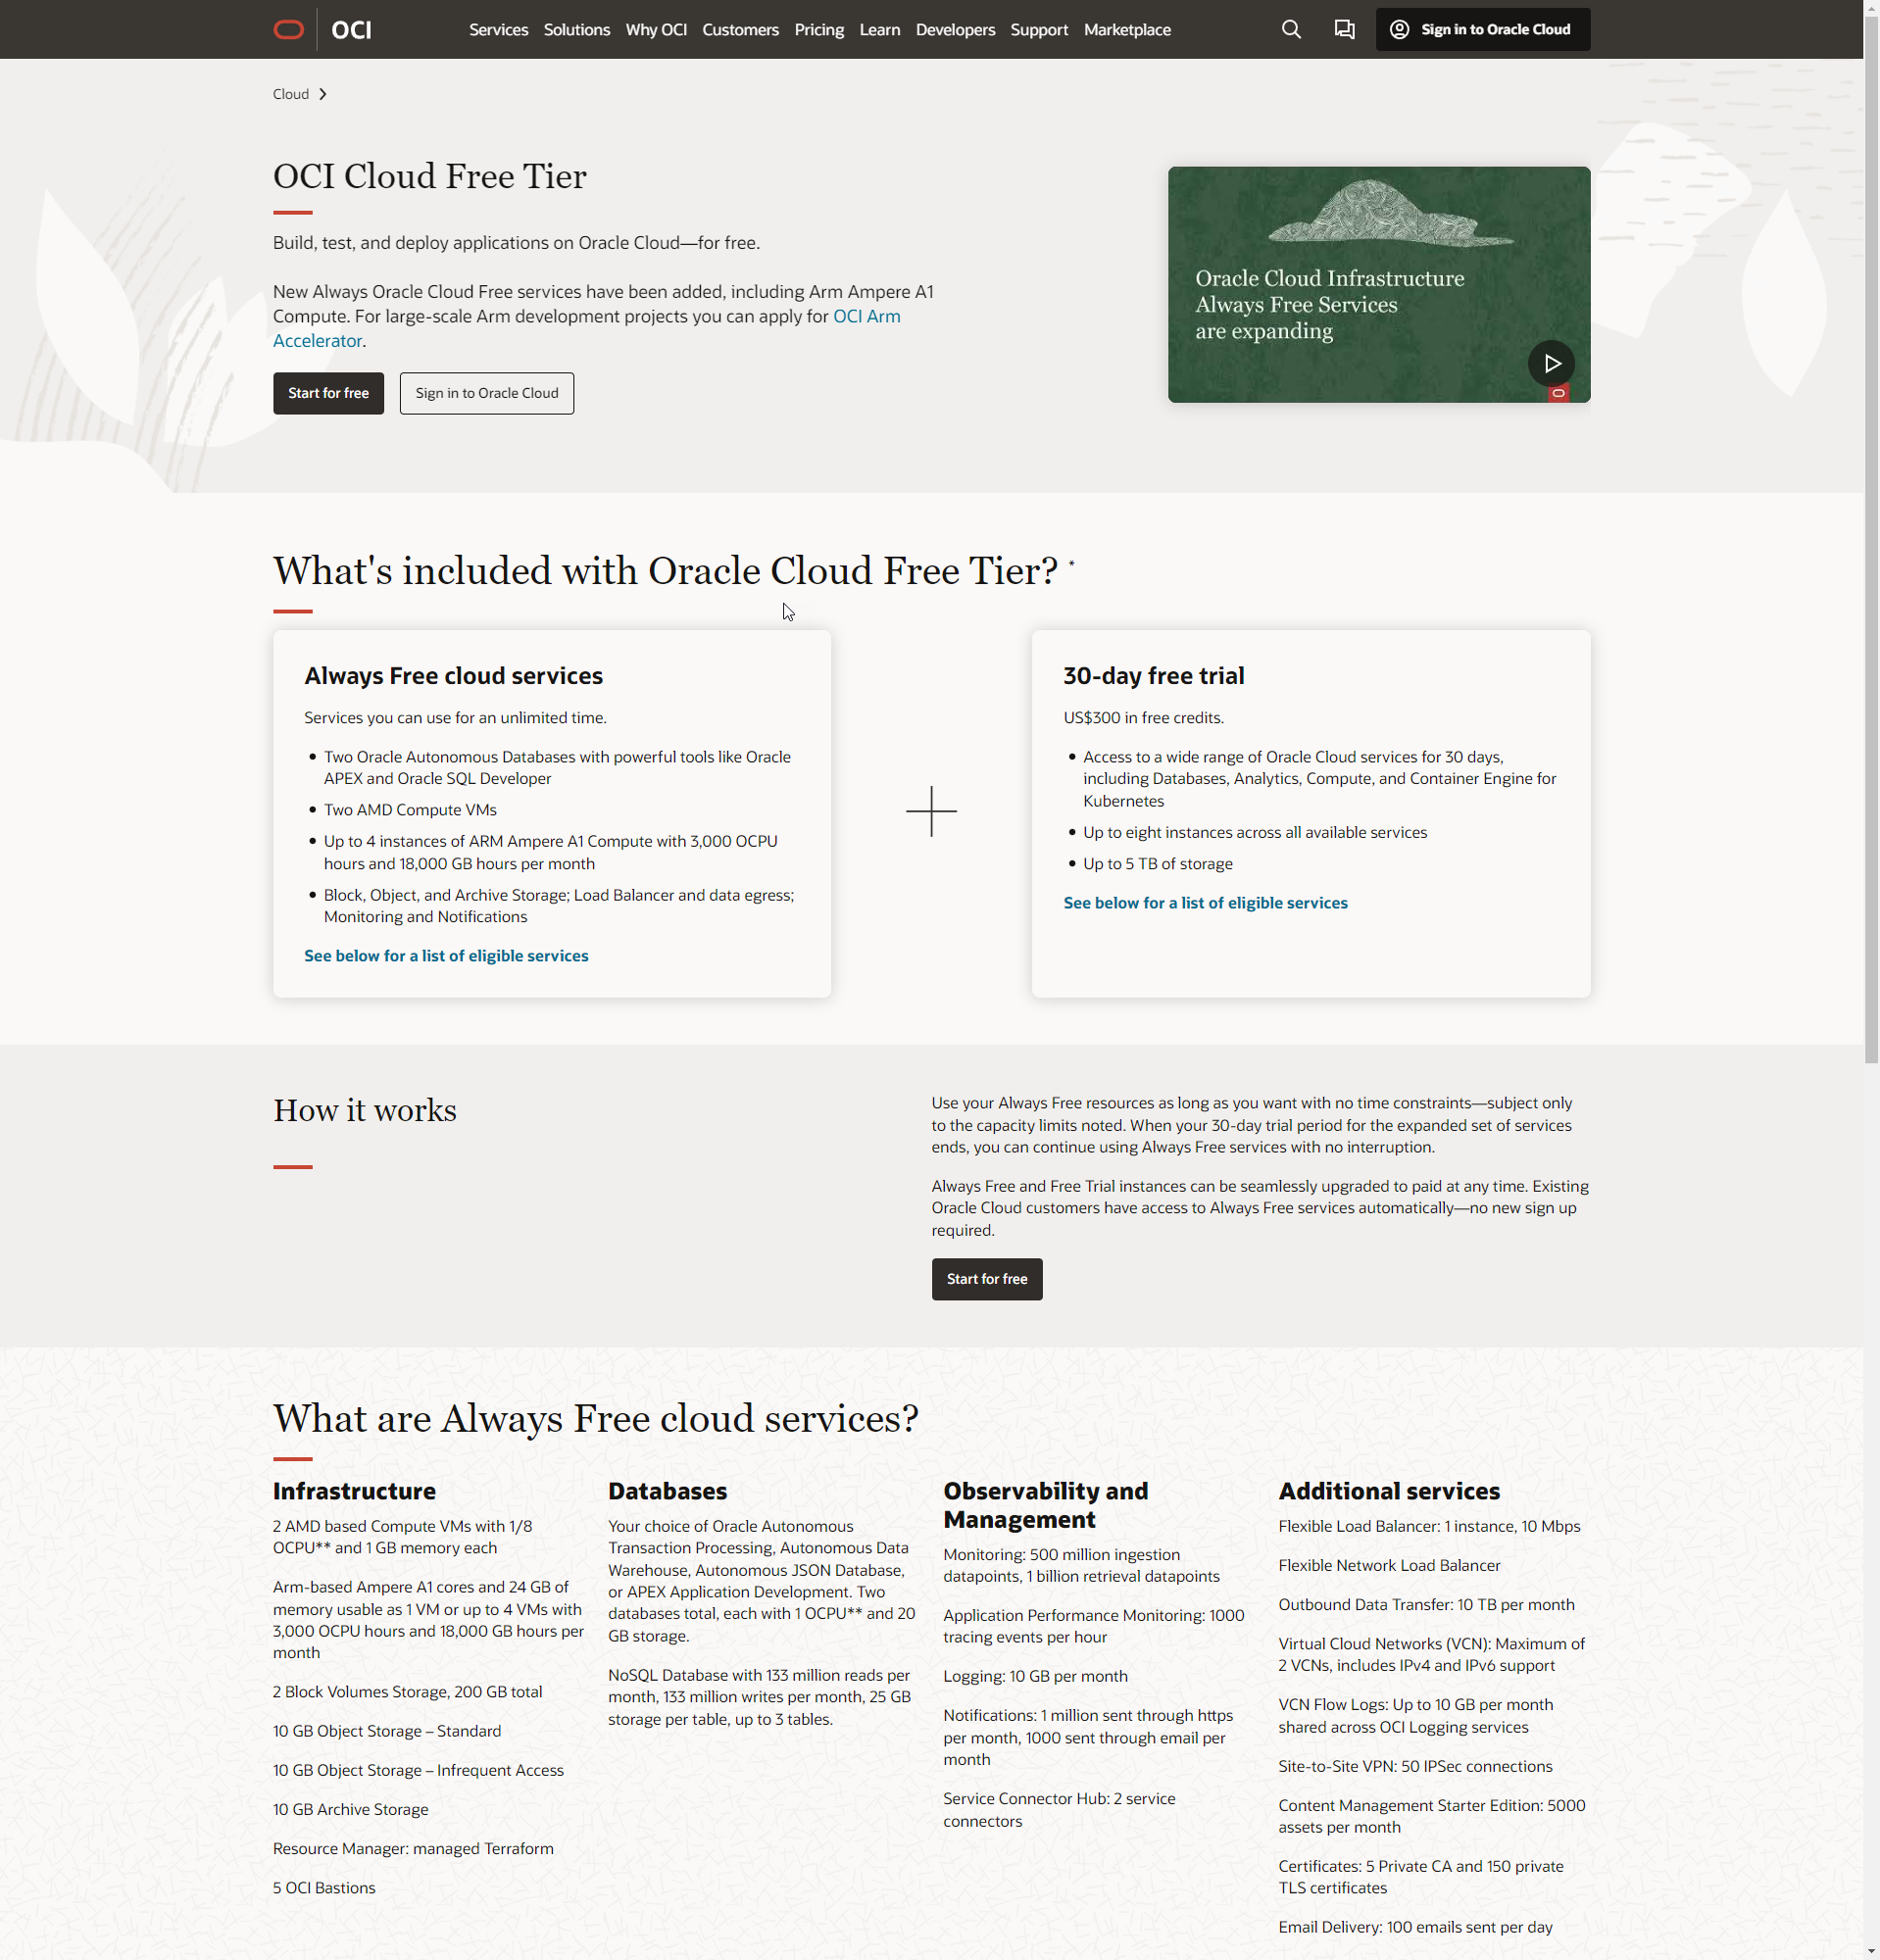 OCI
Services Solutions Why OCI Customers Pricing Learn Developers Support Marketplace
Sign in to Oracle Cloud
Cloud
OCI Cloud Free Tier
Build, test, and deploy applications on Oracle Cloud—for free.
New Always Oracle Cloud Free services have been added, including Arm Ampere A1
Compute. For large-scale Arm development projects you can apply for OCI Arm
Accelerator.
Start for free
Sign in to Oracle Cloud
Oracle Cloud Infrastructure
Always Free Services
are expanding
What's included with Oracle Cloud Free Tier? *
Always Free cloud services
Services you can use for an unlimited time.
• Two Oracle Autonomous Databases with powerful tools like Oracle
APEX and Oracle SQL Developer
• Two AMD Compute VMs
• Up to 4 instances of ARM Ampere A1 Compute with 3,000 OCPU
hours and 18,000 GB hours per month
• Block, Object, and Archive Storage; Load Balancer and data egress;
Monitoring and Notifications
See below for a list of eligible services
30-day free trial
US$300 in free credits.
• Access to a wide range of Oracle Cloud services for 30 days,
including Databases, Analytics, Compute, and Container Engine for
Kubernetes
• Up to eight instances across all available services
• Up to 5 TB of storage
See below for a list of eligible services
How it works
Use your Always Free resources as long as you want with no time constraints—subject only
to the capacity limits noted. When your 30-day trial period for the expanded set of services
ends, you can continue using Always Free services with no interruption.
Always Free and Free Trial instances can be seamlessly upgraded to paid at any time. Existing
Oracle Cloud customers have access to Always Free services automatically—no new sign up
required.
Start for free
What are Always Free cloud services?
Infrastructure
2 AMD based Compute VMs with 1/8
OCPU** and 1 GB memory each
Arm-based Ampere A1 cores and 24 GB of
memory usable as 1 VM or up to 4 VMs with
3,000 OCPU hours and 18,000 GB hours per
month
2 Block Volumes Storage, 200 GB total
10 GB Object Storage – Standard
10 GB Object Storage – Infrequent Access
10 GB Archive Storage
Resource Manager: managed Terraform
5 OCI Bastions
Databases
Your choice of Oracle Autonomous
Transaction Processing, Autonomous Data
Warehouse, Autonomous JSON Database,
or APEX Application Development. Two
databases total, each with 1 OCPU** and 20
GB storage.
NoSQL Database with 133 million reads per
month, 133 million writes per month, 25 GB
storage per table, up to 3 tables.
Observability and
Management
Monitoring: 500 million ingestion
datapoints, 1 billion retrieval datapoints
Application Performance Monitoring: 1000
tracing events per hour
Logging: 10 GB per month
Notifications: 1 million sent through https
per month, 1000 sent through email per
month
Service Connector Hub: 2 service
connectors
Additional services
Flexible Load Balancer: 1 instance, 10 Mbps
Flexible Network Load Balancer
Outbound Data Transfer: 10 TB per month
Virtual Cloud Networks (VCN): Maximum of
2 VCNs, includes IPv4 and IPv6 support
VCN Flow Logs: Up to 10 GB per month
shared across OCI Logging services
Site-to-Site VPN: 50 IPSec connections
Content Management Starter Edition: 5000
assets per month
Certificates: 5 Private CA and 150 private
TLS certificates
Email Delivery: 100 emails sent per day